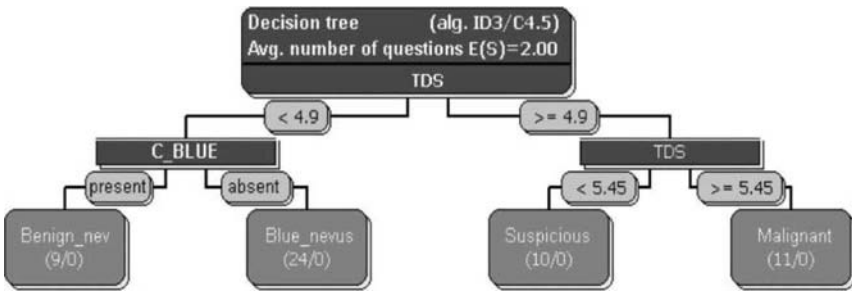 Decision tree (alg. ID3/C4.5)
Avg. number of questions E(S)=2.00
TDS
< 4.9 >= 4.9
C_BLUE TDS
present absent < 5.45 >= 5.45
Benign_nev Blue_nevus Suspicious Malignant
(9/0) (24/0) (10/0) (11/0)